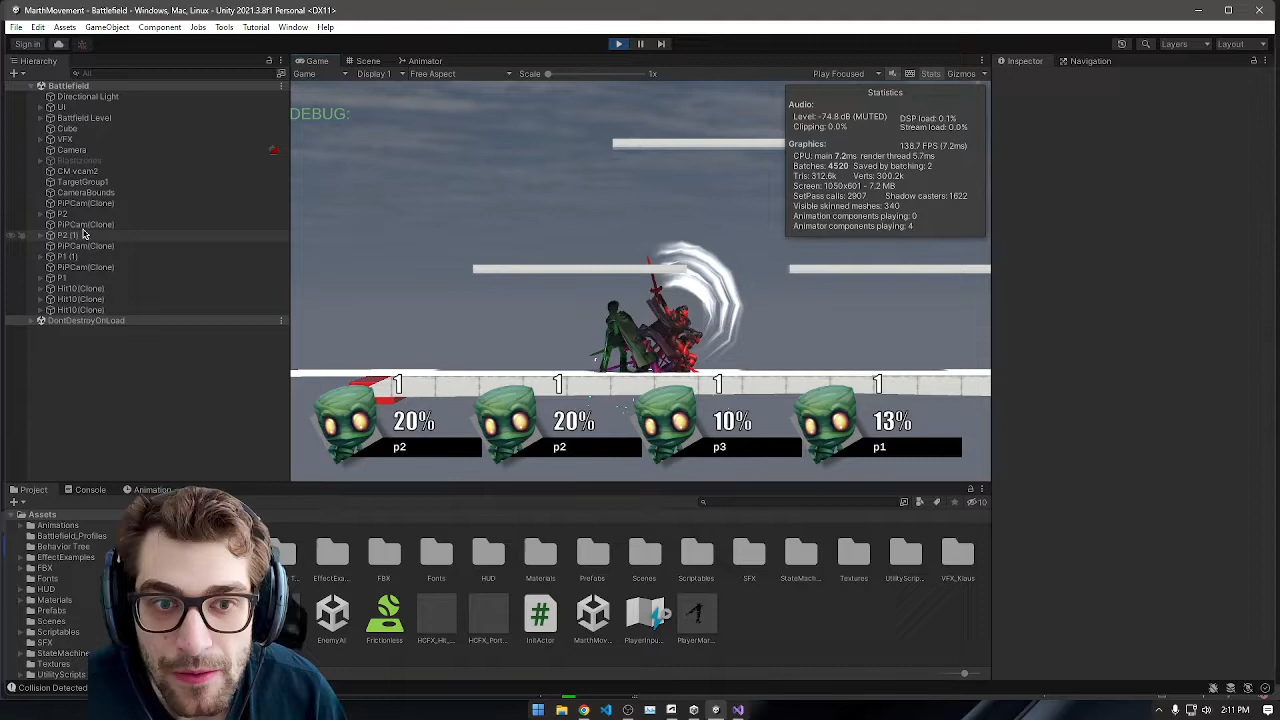 MarthMovement - Battlefield - Windows, Mac, Linux - Unity 2021.3.8f1 Personal <DX11>
File Edit Assets GameObject Component Jobs Tools Tutorial Window Help
Sign in
Layers Layout
Hierarchy
Game Scene Animator
Inspector Navigation
All
Game Display 1 Free Aspect Scale 1x Play Focused Stats Gizmos
Battlefield
Directional Light
UI
Battlfield Level
Cube
VFX
Camera
Blastzones
CM vcam2
TargetGroup1
CameraBounds
PiPCam(Clone)
P2
PiPCam(Clone)
P2 (1)
PiPCam(Clone)
P1 (1)
PiPCam(Clone)
P1
Hit10(Clone)
Hit10(Clone)
Hit10(Clone)
DontDestroyOnLoad
DEBUG:
Statistics
Audio:
Level: -74.8 dB (MUTED) DSP load: 0.1%
Clipping: 0.0% Stream load: 0.0%
Graphics: 138.7 FPS (7.2ms)
CPU: main 7.2ms render thread 5.7ms
Batches: 4520 Saved by batching: 2
Tris: 312.6k Verts: 300.2k
Screen: 1050x601 - 7.2 MB
SetPass calls: 2907 Shadow casters: 1622
Visible skinned meshes: 340
Animation components playing: 0
Animator components playing: 4
1 1 1 1
20% 20% 10% 13%
p2 p2 p3 p1
Project Console Animation
10
Assets
Animations
Battlefield_Profiles
Behavior Tree
EffectExamples
FBX
Fonts
HUD
Materials
Prefabs
Scenes
Scriptables
SFX
StateMachin
Textures
UtilityScrip
EffectExa... FBX Fonts HUD Materials Prefabs Scenes Scriptables SFX StateMach... Textures UtilityScrip... VFX_Klaus
EnemyAI Frictionless HCFX_Hit_... HCFX_Port... InitActor MarthMov... PlayerInpu... PlayerMar...
Collision Detected
2:11 PM